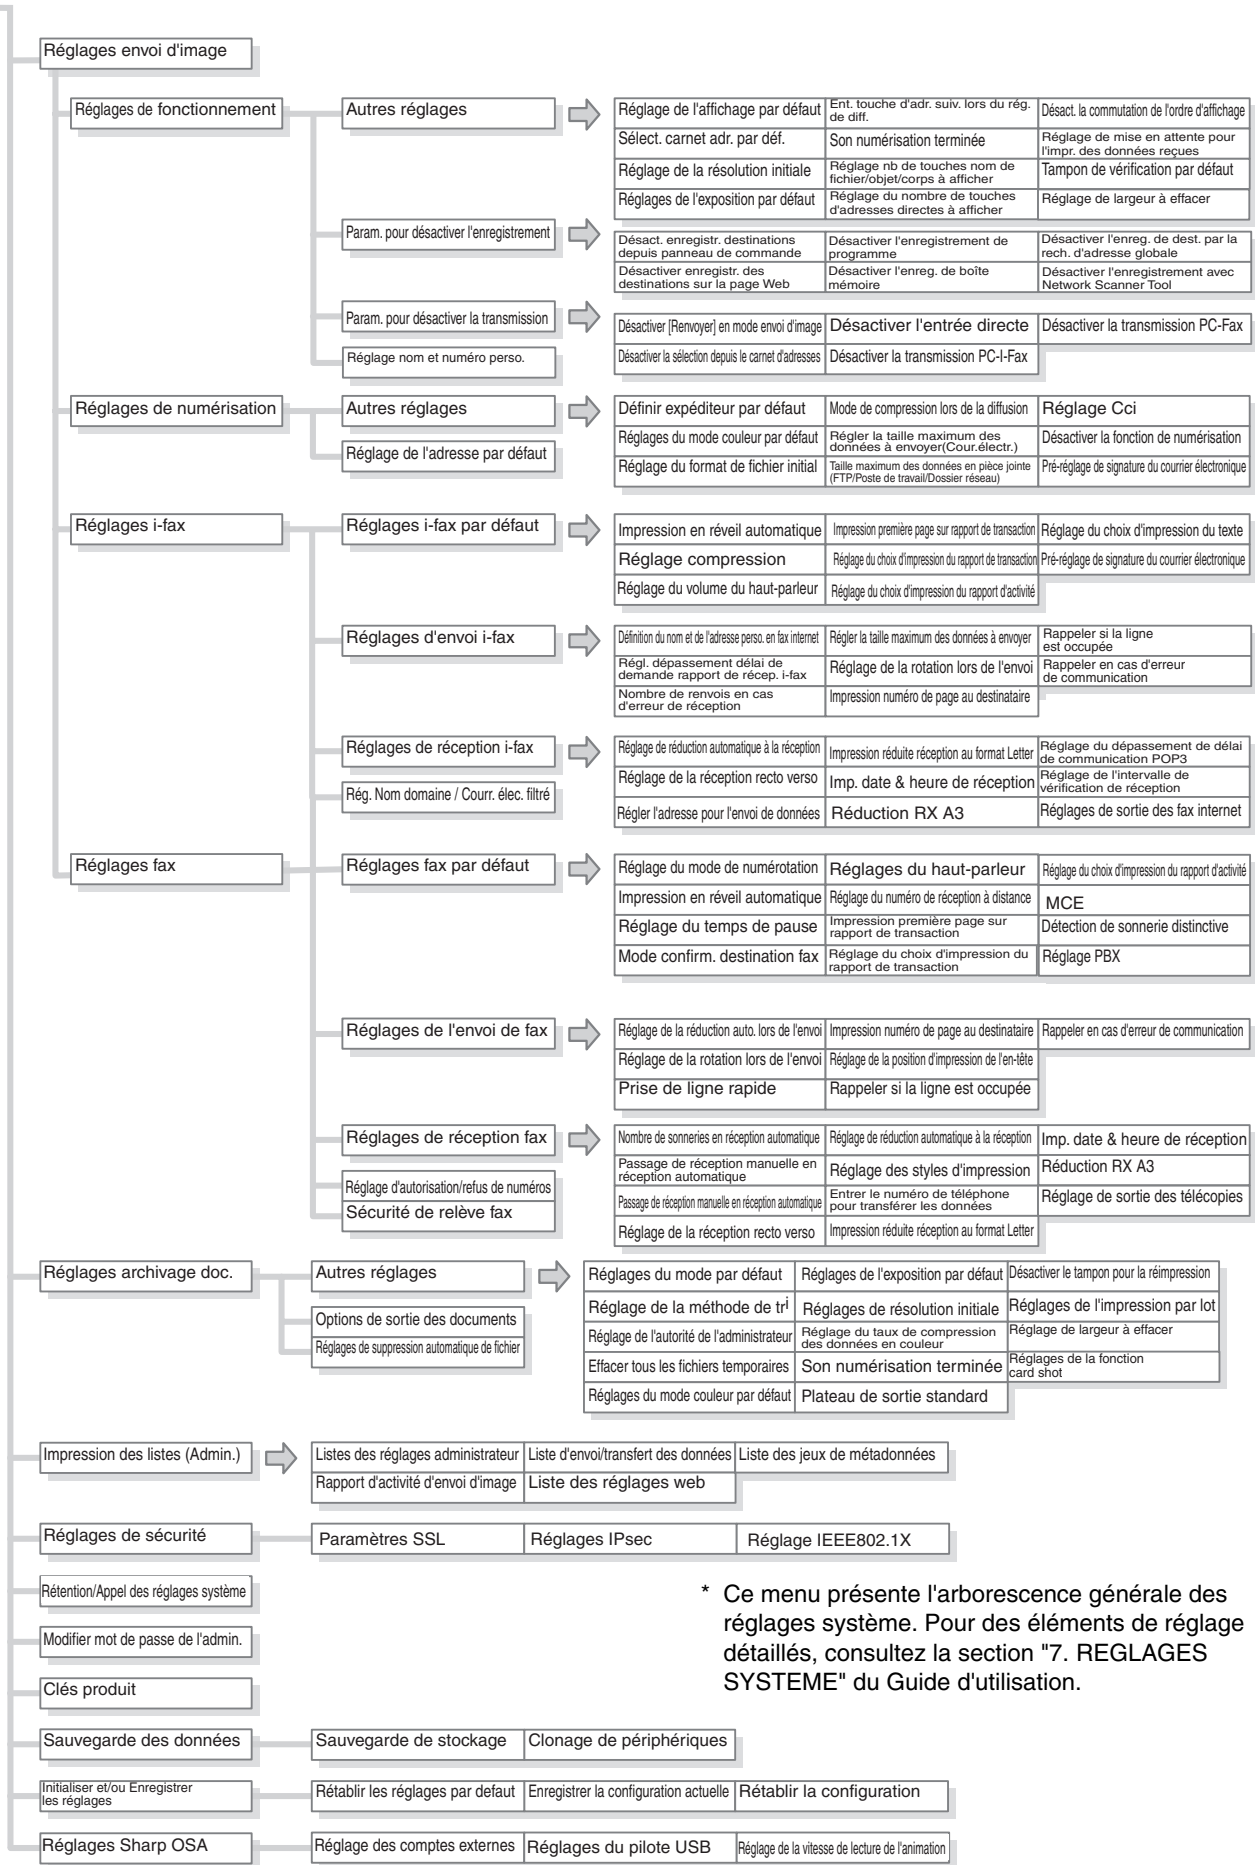 Réglages envoi d'image
Réglages de fonctionnement
Autres réglages
Réglage de l'affichage par défaut
Ent. touche d'adr. suiv. lors du rég.
de diff.
Désact. la commutation de l'ordre d'affichage
Sélect. carnet adr. par déf.
Son numérisation terminée
Réglage de mise en attente pour
l'impr. des données reçues
Réglage de la résolution initiale
Réglage nb de touches nom de
fichier/objet/corps à afficher
Tampon de vérification par défaut
Réglages de l'exposition par défaut
Réglage du nombre de touches
d'adresses directes à afficher
Réglage de largeur à effacer
Param. pour désactiver l'enregistrement
Désact. enregistr. destinations
depuis panneau de commande
Désactiver l'enregistrement de
programme
Désactiver l'enreg. de dest. par la
rech. d'adresse globale
Désactiver enregistr. des
destinations sur la page Web
Désactiver l'enreg. de boîte
mémoire
Désactiver l'enregistrement avec
Network Scanner Tool
Param. pour désactiver la transmission
Désactiver [Renvoyer] en mode envoi d'image
Désactiver l'entrée directe
Désactiver la transmission PC-Fax
Réglage nom et numéro perso.
Désactiver la sélection depuis le carnet d'adresses
Désactiver la transmission PC-I-Fax
Réglages de numérisation
Autres réglages
Définir expéditeur par défaut
Mode de compression lors de la diffusion
Réglage Cci
Réglage de l'adresse par défaut
Réglages du mode couleur par défaut
Régler la taille maximum des
données à envoyer(Cour.électr.)
Désactiver la fonction de numérisation
Réglage du format de fichier initial
Taille maximum des données en pièce jointe
(FTP/Poste de travail/Dossier réseau)
Pré-réglage de signature du courrier électronique
Réglages i-fax
Réglages i-fax par défaut
Impression en réveil automatique
Impression première page sur rapport de transaction
Réglage du choix d'impression du texte
Réglage compression
Réglage du choix d'impression du rapport de transaction
Pré-réglage de signature du courrier électronique
Réglage du volume du haut-parleur
Réglage du choix d'impression du rapport d'activité
Réglages d'envoi i-fax
Définition du nom et de l'adresse perso. en fax internet
Régler la taille maximum des données à envoyer
Rappeler si la ligne
est occupée
Régl. dépassement délai de
demande rapport de récep. i-fax
Réglage de la rotation lors de l'envoi
Rappeler en cas d'erreur
de communication
Nombre de renvois en cas
d'erreur de réception
Impression numéro de page au destinataire
Réglages de réception i-fax
Réglage de réduction automatique à la réception
Impression réduite réception au format Letter
Réglage du dépassement de délai
de communication POP3
Rég. Nom domaine / Courr. élec. filtré
Réglage de la réception recto verso
Imp. date & heure de réception
Réglage de l'intervalle de
vérification de réception
Régler l'adresse pour l'envoi de données
Réduction RX A3
Réglages de sortie des fax internet
Réglages fax
Réglages fax par défaut
Réglage du mode de numérotation
Réglages du haut-parleur
Réglage du choix d'impression du rapport d'activité
Impression en réveil automatique
Réglage du numéro de réception à distance
MCE
Réglage du temps de pause
Impression première page sur
rapport de transaction
Détection de sonnerie distinctive
Mode confirm. destination fax
Réglage du choix d'impression du
rapport de transaction
Réglage PBX
Réglages de l'envoi de fax
Réglage de la réduction auto. lors de l'envoi
Impression numéro de page au destinataire
Rappeler en cas d'erreur de communication
Réglage de la rotation lors de l'envoi
Réglage de la position d'impression de l'en-tête
Prise de ligne rapide
Rappeler si la ligne est occupée
Réglages de réception fax
Nombre de sonneries en réception automatique
Réglage de réduction automatique à la réception
Imp. date & heure de réception
Passage de réception manuelle en
réception automatique
Réglage des styles d'impression
Réduction RX A3
Réglage d'autorisation/refus de numéros
Passage de réception manuelle en réception automatique
Entrer le numéro de téléphone
pour transférer les données
Réglage de sortie des télécopies
Sécurité de relève fax
Réglage de la réception recto verso
Impression réduite réception au format Letter
Réglages archivage doc.
Autres réglages
Réglages du mode par défaut
Réglages de l'exposition par défaut
Désactiver le tampon pour la réimpression
Options de sortie des documents
Réglage de la méthode de tri
Réglages de résolution initiale
Réglages de l'impression par lot
Réglages de suppression automatique de fichier
Réglage de l'autorité de l'administrateur
Réglage du taux de compression
des données en couleur
Réglage de largeur à effacer
Effacer tous les fichiers temporaires
Son numérisation terminée
Réglages de la fonction
card shot
Réglages du mode couleur par défaut
Plateau de sortie standard
Impression des listes (Admin.)
Listes des réglages administrateur
Liste d'envoi/transfert des données
Liste des jeux de métadonnées
Rapport d'activité d'envoi d'image
Liste des réglages web
Réglages de sécurité
Paramètres SSL
Réglages IPsec
Réglage IEEE802.1X
Rétention/Appel des réglages système
Modifier mot de passe de l'admin.
Clés produit
* Ce menu présente l'arborescence générale des
réglages système. Pour des éléments de réglage
détaillés, consultez la section "7. REGLAGES
SYSTEME" du Guide d'utilisation.
Sauvegarde des données
Sauvegarde de stockage
Clonage de périphériques
Initialiser et/ou Enregistrer
les réglages
Rétablir les réglages par defaut
Enregistrer la configuration actuelle
Rétablir la configuration
Réglages Sharp OSA
Réglage des comptes externes
Réglages du pilote USB
Réglage de la vitesse de lecture de l'animation